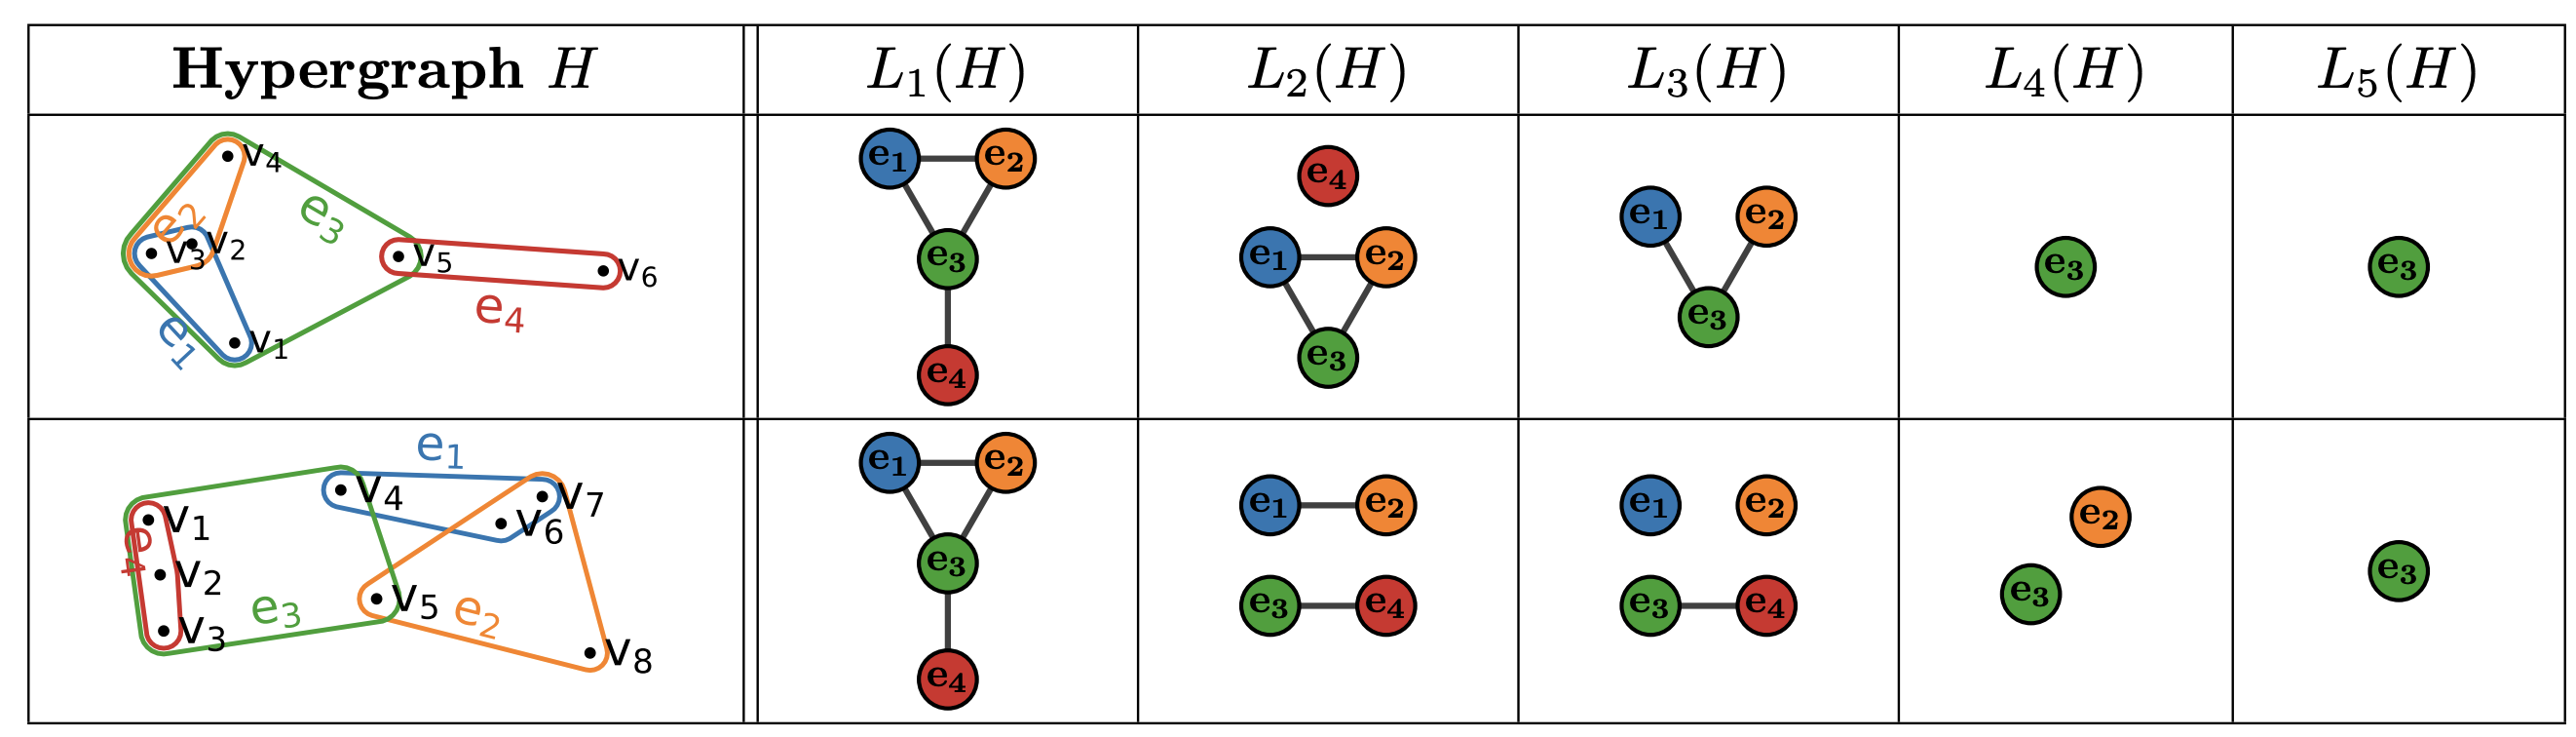 Hypergraph H L₁(H) L₂(H) L₃(H) L₄(H) L₅(H)
v₄
e₃
e₂
v₂
v₃
v₅
v₆
e₄
e₁
v₁
e₁ e₂
e₃
e₄
e₄
e₁ e₂
e₃
e₁ e₂
e₃
e₃
e₃
e₁
v₄
v₇
v₆
v₁
e₄
v₂
v₅
e₃
e₂
v₃
v₈
e₁ e₂
e₃
e₄
e₁ e₂
e₃ e₄
e₁ e₂
e₃ e₄
e₂
e₃
e₃